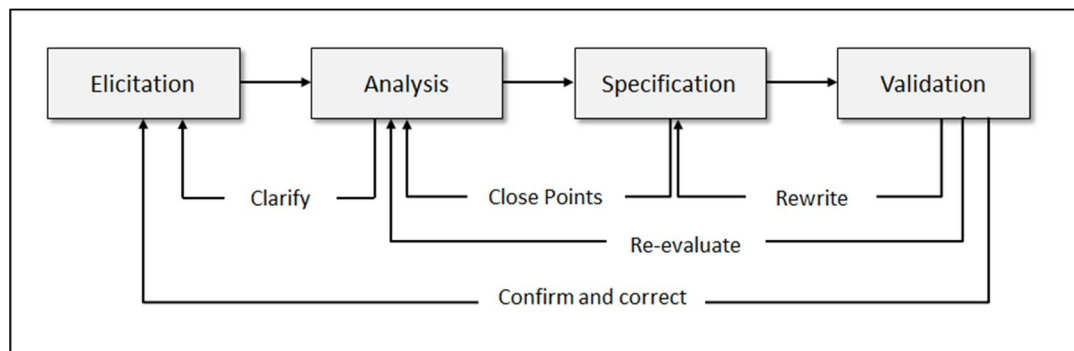 Elicitation
Analysis
Specification
Validation
Clarify
Close Points
Rewrite
Re-evaluate
Confirm and correct